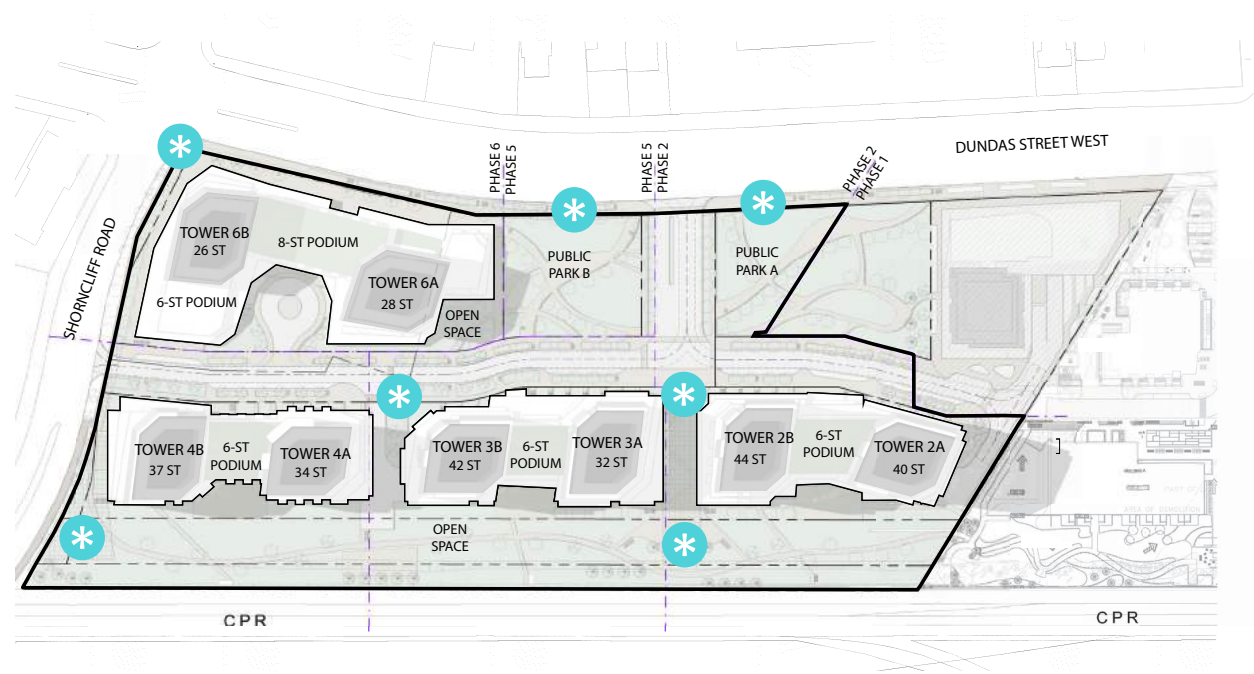 DUNDAS STREET WEST
PHASE 6
PHASE 5
PHASE 5
PHASE 2
PHASE 2
PHASE 1
SHORNCLIFF ROAD
TOWER 6B
26 ST
8-ST PODIUM
6-ST PODIUM
TOWER 6A
28 ST
OPEN
SPACE
PUBLIC
PARK B
PUBLIC
PARK A
TOWER 4B
37 ST
6-ST
PODIUM
TOWER 4A
34 ST
TOWER 3B
42 ST
6-ST
PODIUM
TOWER 3A
32 ST
TOWER 2B
44 ST
6-ST
PODIUM
TOWER 2A
40 ST
OPEN
SPACE
AREA OF DEMOLITION
CPR
CPR